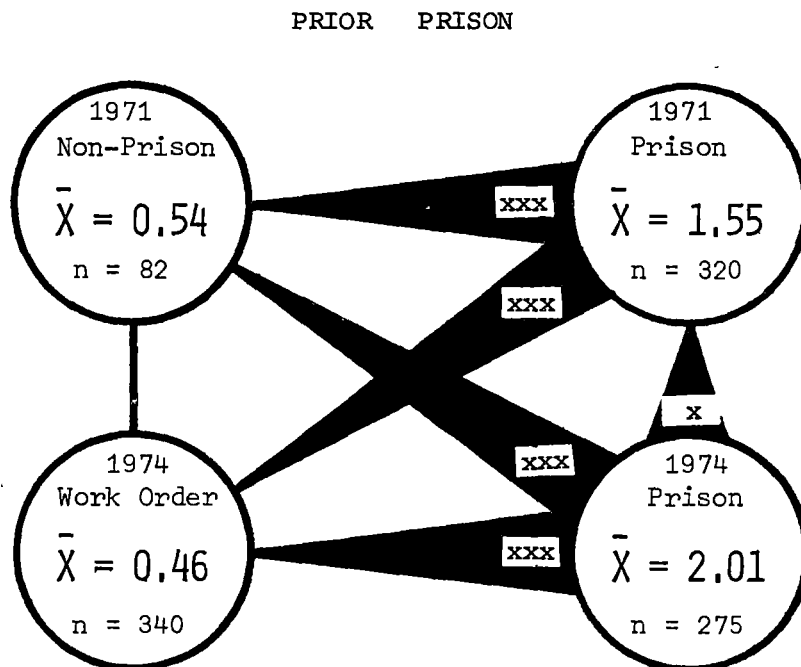 PRIOR PRISON
1971
Non-Prison
X̄ = 0.54
n = 82
1971
Prison
X̄ = 1.55
n = 320
xxx
xxx
x
xxx
xxx
1974
Work Order
X̄ = 0.46
n = 340
1974
Prison
X̄ = 2.01
n = 275